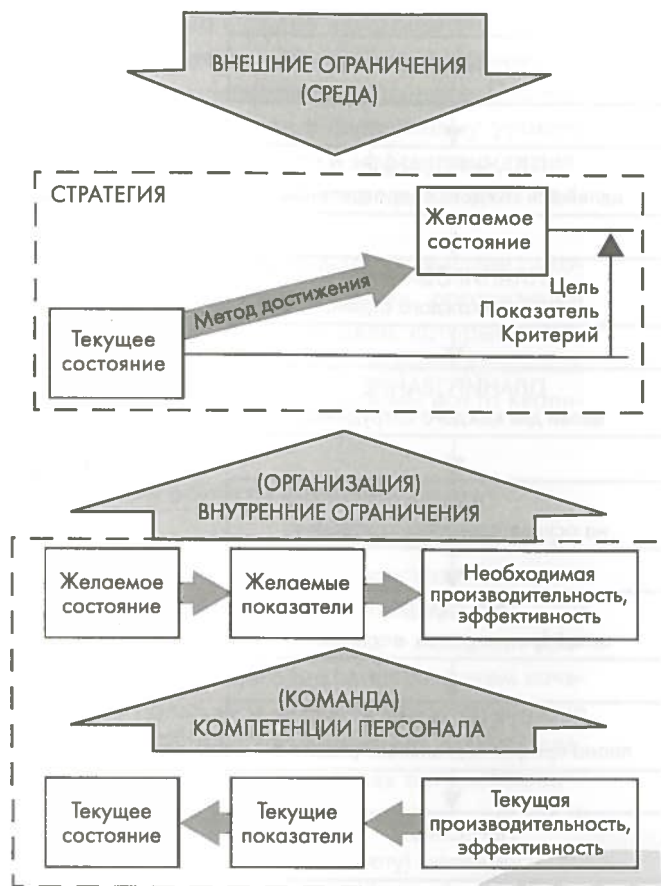 ВНЕШНИЕ ОГРАНИЧЕНИЯ
(СРЕДА)
СТРАТЕГИЯ
Желаемое
состояние
Метод достижения
Цель
Показатель
Критерий
Текущее
состояние
(ОРГАНИЗАЦИЯ)
ВНУТРЕННИЕ ОГРАНИЧЕНИЯ
Желаемое
состояние
Желаемые
показатели
Необходимая
производительность,
эффективность
(КОМАНДА)
КОМПЕТЕНЦИИ ПЕРСОНАЛА
Текущее
состояние
Текущие
показатели
Текущая
производительность,
эффективность